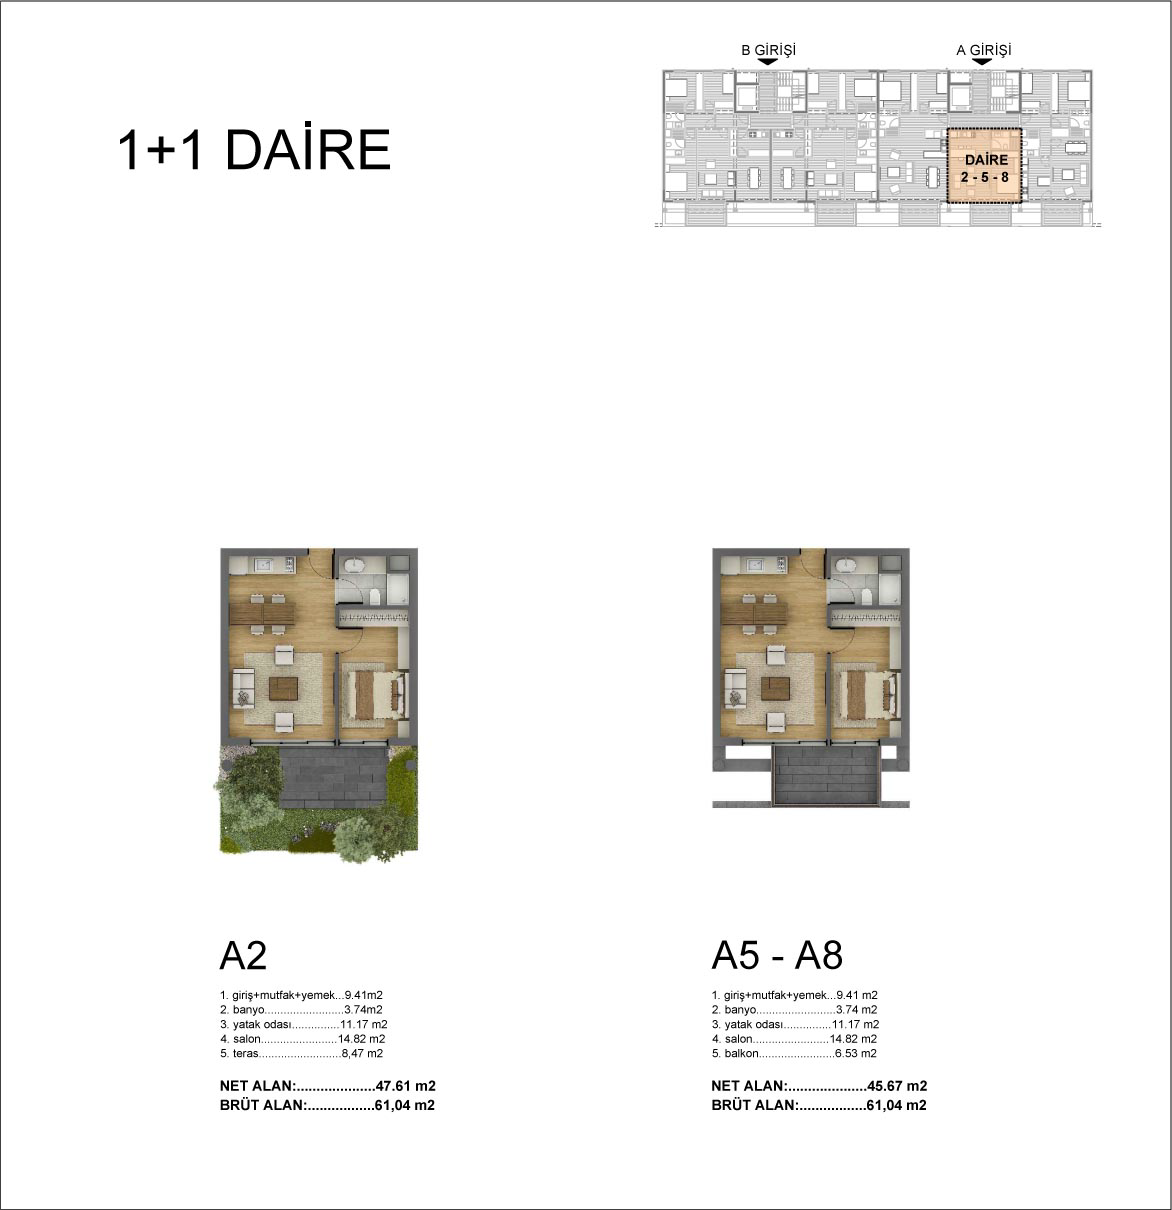 B GİRİŞİ
A GİRİŞİ
1+1 DAİRE
DAİRE
2 - 5 - 8
A2
1. giriş+mutfak+yemek...9.41m2
2. banyo.........................3.74m2
3. yatak odası...............11.17 m2
4. salon........................14.82 m2
5. teras..........................8,47 m2
NET ALAN:....................47.61 m2
BRÜT ALAN:.................61,04 m2
A5 - A8
1. giriş+mutfak+yemek...9.41 m2
2. banyo.........................3.74 m2
3. yatak odası...............11.17 m2
4. salon........................14.82 m2
5. balkon........................6.53 m2
NET ALAN:....................45.67 m2
BRÜT ALAN:.................61,04 m2